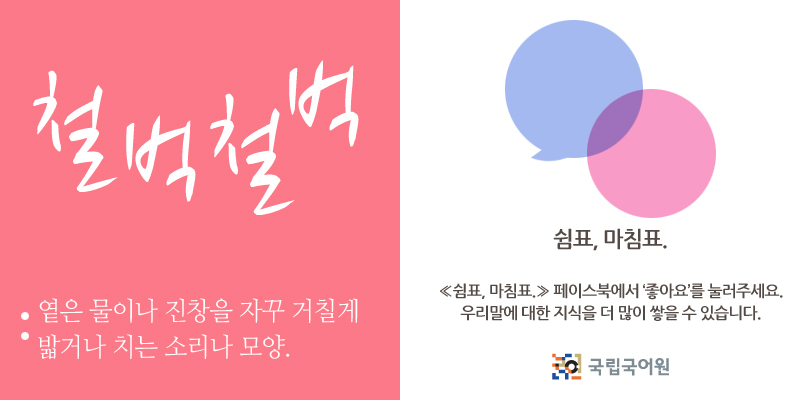 철벅철벅
: 옅은 물이나 진창을 자꾸 거칠게
밟거나 치는 소리나 모양.
쉼표, 마침표.
≪쉼표, 마침표.≫ 페이스북에서 '좋아요'를 눌러주세요.
우리말에 대한 지식을 더 많이 쌓을 수 있습니다.
국립국어원